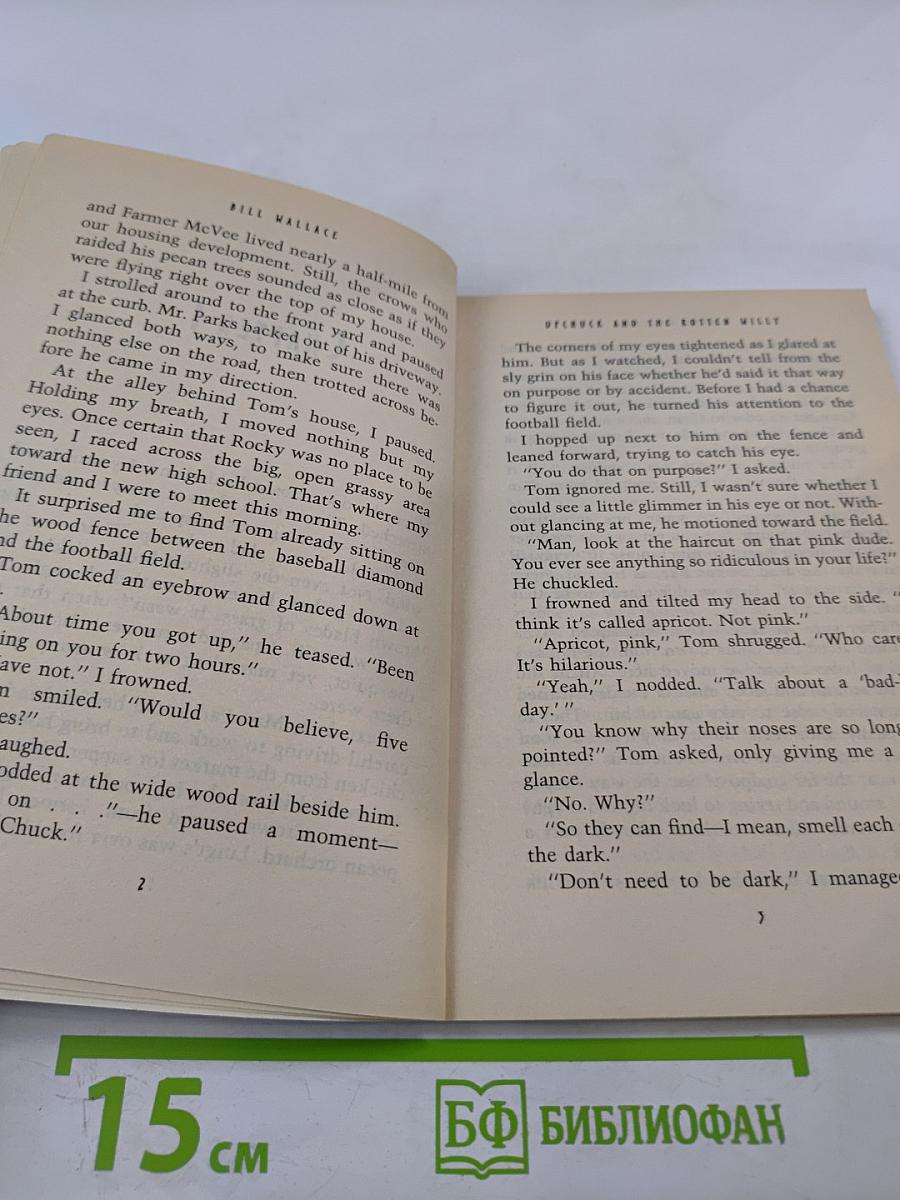 BILL WALLACE
and Farmer McVee lived nearly a half-mile from
our housing development. Still, the crows who
raided his pecan trees sounded as close as if they
were flying right over the top of my house.
I strolled around to the front yard and paused
at the curb. Mr. Parks backed out of his driveway.
I glanced both ways, to make sure there was
nothing else on the road, then trotted across be-
fore he came in my direction.
At the alley behind Tom's house, I paused.
Holding my breath, I moved nothing but my
eyes. Once certain that Rocky was no place to be
seen, I raced across the big, open grassy area
toward the new high school. That's where my
friend and I were to meet this morning.
It surprised me to find Tom already sitting on
he wood fence between the baseball diamond
nd the football field.
Tom cocked an eyebrow and glanced down at
.
About time you got up," he teased. "Been
ing on you for two hours."
ave not." I frowned.
m smiled. "Would you believe, five
es?"
aughed.
odded at the wide wood rail beside him.
on . . ."—he paused a moment—
Chuck."
2
UPCHUCK AND THE ROTTEN WILLY
The corners of my eyes tightened as I glared at
him. But as I watched, I couldn't tell from the
sly grin on his face whether he'd said it that way
on purpose or by accident. Before I had a chance
to figure it out, he turned his attention to the
football field.
I hopped up next to him on the fence and
leaned forward, trying to catch his eye.
"You do that on purpose?" I asked.
Tom ignored me. Still, I wasn't sure whether I
could see a little glimmer in his eye or not. With-
out glancing at me, he motioned toward the field.
"Man, look at the haircut on that pink dude.
You ever see anything so ridiculous in your life?"
He chuckled.
I frowned and tilted my head to the side. "
think it's called apricot. Not pink."
"Apricot, pink," Tom shrugged. "Who care
It's hilarious."
"Yeah," I nodded. "Talk about a 'bad-
day.' "
"You know why their noses are so long
pointed?" Tom asked, only giving me a
glance.
"No. Why?"
"So they can find—I mean, smell each
the dark."
"Don't need to be dark," I manage
3
15 см
БФ БИБЛИОФАН